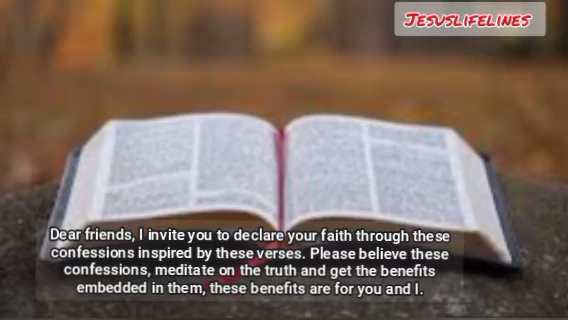 JESUSLIFELINES
Dear friends, I invite you to declare your faith through these
confessions inspired by these verses. Please believe these
confessions, meditate on the truth and get the benefits
embedded in them, these benefits are for you and I.